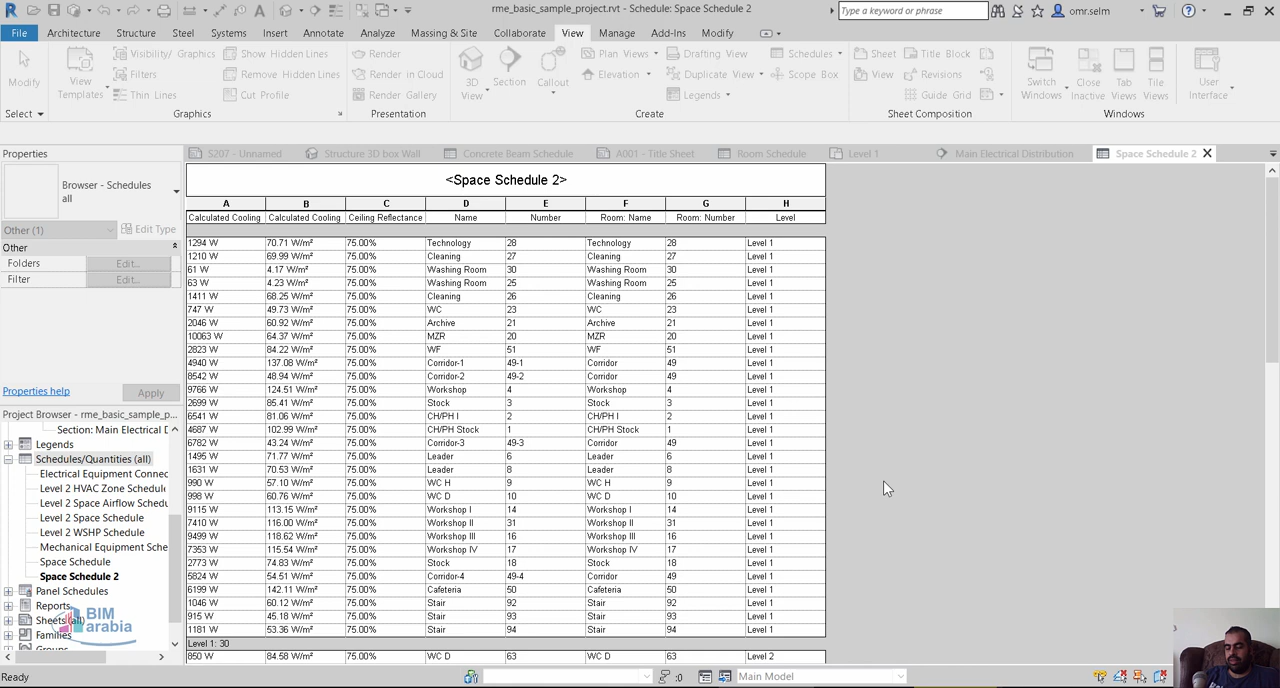 rme_basic_sample_project.rvt - Schedule: Space Schedule 2
Type a keyword or phrase
omr.selm
File Architecture Structure Steel Systems Insert Annotate Analyze Massing & Site Collaborate View Manage Add-Ins Modify
Modify
View Templates
Visibility/ Graphics
Filters
Thin Lines
Show Hidden Lines
Remove Hidden Lines
Cut Profile
Render
Render in Cloud
Render Gallery
3D View
Section
Callout
Plan Views
Elevation
Drafting View
Duplicate View
Legends
Schedules
Scope Box
Sheet
View
Title Block
Revisions
Guide Grid
Switch Windows
Close Inactive
Tab Views
Tile Views
User Interface
Select Graphics Presentation Create Sheet Composition Windows
Properties
S207 - Unnamed Structure 3D box Wall Concrete Beam Schedule A001 - Title Sheet Room Schedule Level 1 Main Electrical Distribution Space Schedule 2
Browser - Schedules
all
Other (1) Edit Type
Other
Folders Edit...
Filter Edit...
Properties help Apply
Project Browser - rme_basic_sample_p...
Section: Main Electrical D
Legends
Schedules/Quantities (all)
Electrical Equipment Connec
Level 2 HVAC Zone Schedule
Level 2 Space Airflow Schedu
Level 2 Space Schedule
Level 2 WSHP Schedule
Mechanical Equipment Sche
Space Schedule
Space Schedule 2
Panel Schedules
Reports
Sheets (all)
Families
Groups
BIM
arabia
<Space Schedule 2>
A B C D E F G H
Calculated Cooling Calculated Cooling Ceiling Reflectance Name Number Room: Name Room: Number Level
1294 W 70.71 W/m² 75.00% Technology 28 Technology 28 Level 1
1210 W 69.99 W/m² 75.00% Cleaning 27 Cleaning 27 Level 1
61 W 4.17 W/m² 75.00% Washing Room 30 Washing Room 30 Level 1
63 W 4.23 W/m² 75.00% Washing Room 25 Washing Room 25 Level 1
1411 W 68.25 W/m² 75.00% Cleaning 26 Cleaning 26 Level 1
747 W 49.73 W/m² 75.00% WC 23 WC 23 Level 1
2046 W 60.92 W/m² 75.00% Archive 21 Archive 21 Level 1
10063 W 64.37 W/m² 75.00% MZR 20 MZR 20 Level 1
2823 W 84.22 W/m² 75.00% WF 51 WF 51 Level 1
4940 W 137.08 W/m² 75.00% Corridor-1 49-1 Corridor 49 Level 1
8542 W 48.94 W/m² 75.00% Corridor-2 49-2 Corridor 49 Level 1
9766 W 124.51 W/m² 75.00% Workshop 4 Workshop 4 Level 1
2699 W 85.41 W/m² 75.00% Stock 3 Stock 3 Level 1
6541 W 81.06 W/m² 75.00% CH/PH I 2 CH/PH I 2 Level 1
4687 W 102.99 W/m² 75.00% CH/PH Stock 1 CH/PH Stock 1 Level 1
6782 W 43.24 W/m² 75.00% Corridor-3 49-3 Corridor 49 Level 1
1495 W 71.77 W/m² 75.00% Leader 6 Leader 6 Level 1
1631 W 70.53 W/m² 75.00% Leader 8 Leader 8 Level 1
990 W 57.10 W/m² 75.00% WC H 9 WC H 9 Level 1
998 W 60.76 W/m² 75.00% WC D 10 WC D 10 Level 1
9115 W 113.15 W/m² 75.00% Workshop I 14 Workshop I 14 Level 1
7410 W 116.00 W/m² 75.00% Workshop II 31 Workshop II 31 Level 1
9499 W 118.62 W/m² 75.00% Workshop III 16 Workshop III 16 Level 1
7353 W 115.54 W/m² 75.00% Workshop IV 17 Workshop IV 17 Level 1
2773 W 74.83 W/m² 75.00% Stock 18 Stock 18 Level 1
5824 W 54.51 W/m² 75.00% Corridor-4 49-4 Corridor 49 Level 1
6199 W 142.11 W/m² 75.00% Cafeteria 50 Cafeteria 50 Level 1
1046 W 60.12 W/m² 75.00% Stair 92 Stair 92 Level 1
915 W 45.18 W/m² 75.00% Stair 93 Stair 93 Level 1
1181 W 53.36 W/m² 75.00% Stair 94 Stair 94 Level 1
Level 1: 30
850 W 84.58 W/m² 75.00% WC D 63 WC D 63 Level 2
Ready
:0
Main Model